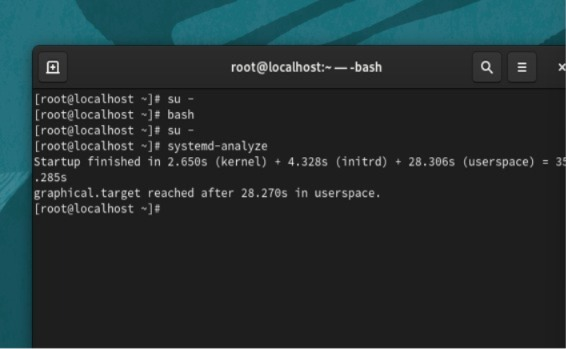 root@localhost:~ — -bash
[root@localhost ~]# su -
[root@localhost ~]# bash
[root@localhost ~]# su -
[root@localhost ~]# systemd-analyze
Startup finished in 2.650s (kernel) + 4.328s (initrd) + 28.306s (userspace) = 35
.285s
graphical.target reached after 28.270s in userspace.
[root@localhost ~]#